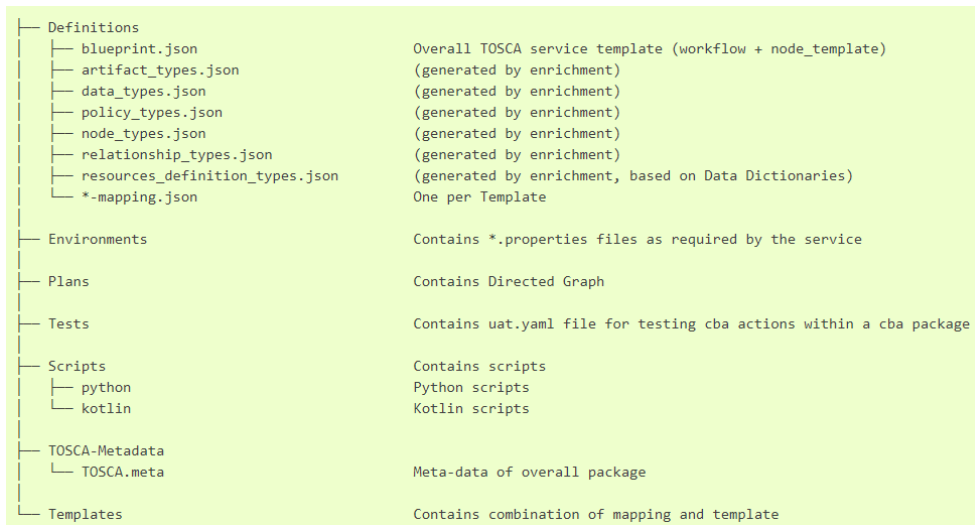 ├── Definitions
│   ├── blueprint.json                          Overall TOSCA service template (workflow + node_template)
│   ├── artifact_types.json                     (generated by enrichment)
│   ├── data_types.json                         (generated by enrichment)
│   ├── policy_types.json                       (generated by enrichment)
│   ├── node_types.json                         (generated by enrichment)
│   ├── relationship_types.json                 (generated by enrichment)
│   ├── resources_definition_types.json         (generated by enrichment, based on Data Dictionaries)
│   └── *-mapping.json                          One per Template
│
├── Environments                                Contains *.properties files as required by the service
│
├── Plans                                       Contains Directed Graph
│
├── Tests                                       Contains uat.yaml file for testing cba actions within a cba package
│
├── Scripts                                     Contains scripts
│   ├── python                                  Python scripts
│   └── kotlin                                  Kotlin scripts
│
├── TOSCA-Metadata
│   └── TOSCA.meta                              Meta-data of overall package
│
└── Templates                                   Contains combination of mapping and template